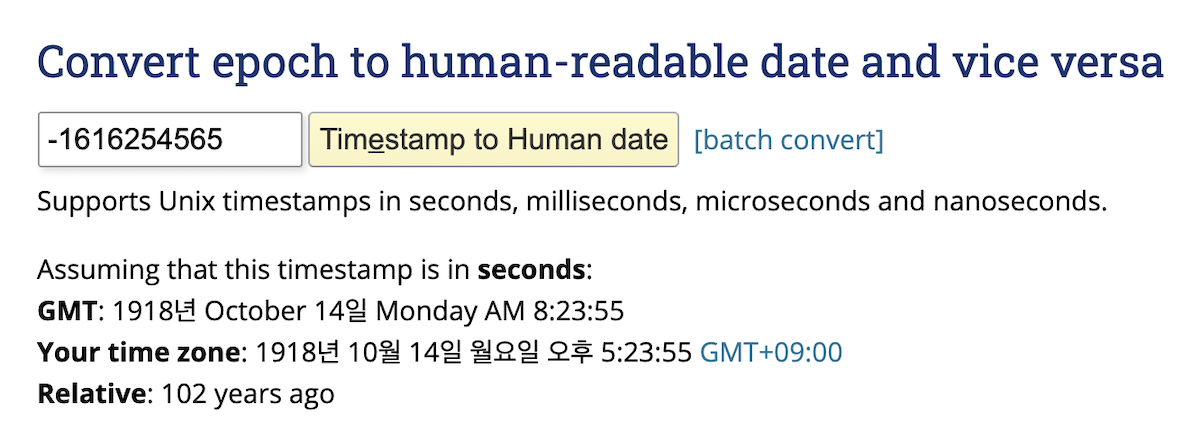 Convert epoch to human-readable date and vice versa
-1616254565 Timestamp to Human date [batch convert]
Supports Unix timestamps in seconds, milliseconds, microseconds and nanoseconds.
Assuming that this timestamp is in seconds:
GMT: 1918년 October 14일 Monday AM 8:23:55
Your time zone: 1918년 10월 14일 월요일 오후 5:23:55 GMT+09:00
Relative: 102 years ago